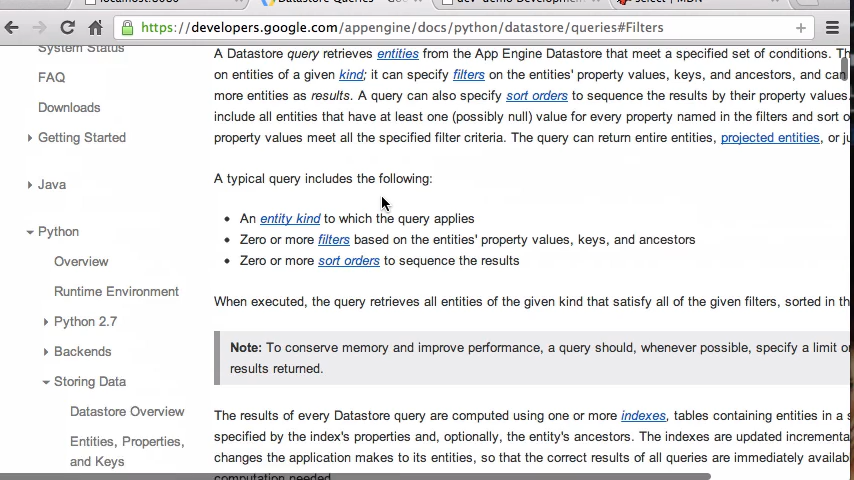 Datastore Queries
dev-demo Developmen
select | MDN
https://developers.google.com/appengine/docs/python/datastore/queries#Filters
System Status
FAQ
Downloads
Getting Started
Java
Python
Overview
Runtime Environment
Python 2.7
Backends
Storing Data
Datastore Overview
Entities, Properties,
and Keys
A Datastore query retrieves entities from the App Engine Datastore that meet a specified set of conditions. Th
on entities of a given kind; it can specify filters on the entities' property values, keys, and ancestors, and can
more entities as results. A query can also specify sort orders to sequence the results by their property values.
include all entities that have at least one (possibly null) value for every property named in the filters and sort o
property values meet all the specified filter criteria. The query can return entire entities, projected entities, or ju
A typical query includes the following:
• An entity kind to which the query applies
• Zero or more filters based on the entities' property values, keys, and ancestors
• Zero or more sort orders to sequence the results
When executed, the query retrieves all entities of the given kind that satisfy all of the given filters, sorted in th
Note: To conserve memory and improve performance, a query should, whenever possible, specify a limit on
results returned.
The results of every Datastore query are computed using one or more indexes, tables containing entities in a s
specified by the index's properties and, optionally, the entity's ancestors. The indexes are updated incrementa
changes the application makes to its entities, so that the correct results of all queries are immediately availab
computation needed.